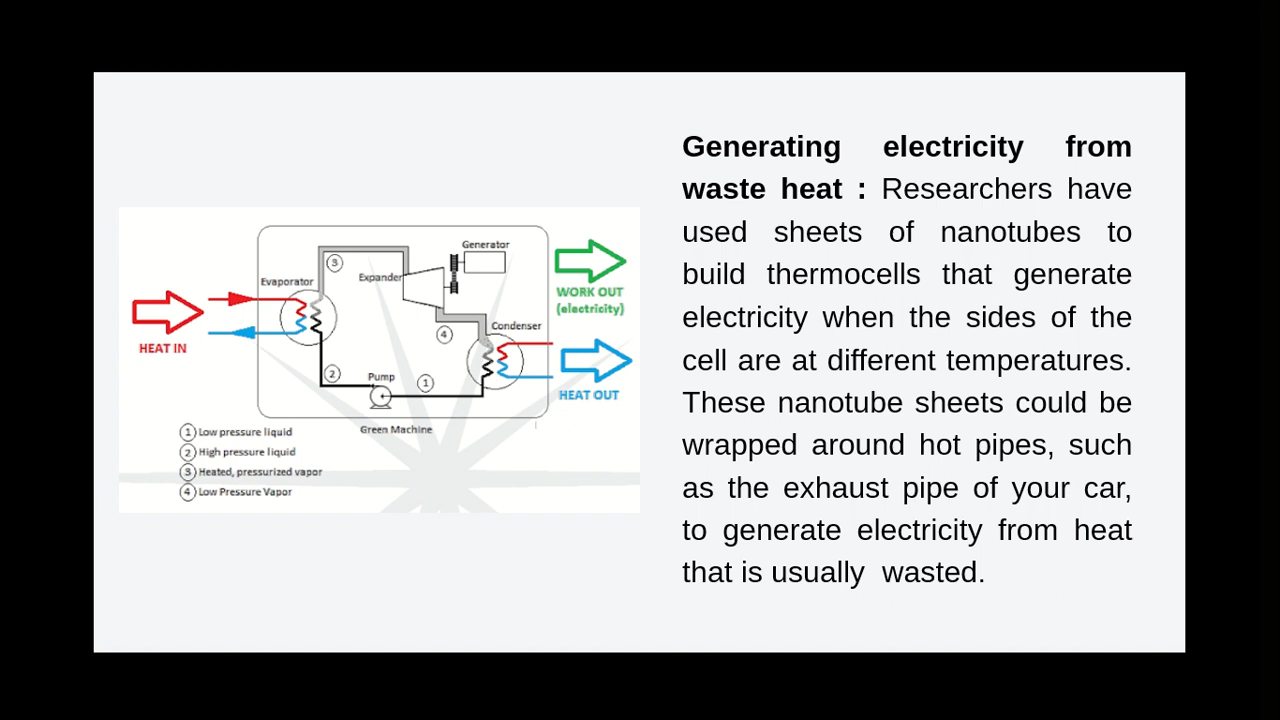 Generator
Evaporator
3
Expander
WORK OUT
(electricity)
HEAT IN
4
Condenser
2
Pump
1
HEAT OUT
Green Machine
1 Low pressure liquid
2 High pressure liquid
3 Heated, pressurized vapor
4 Low Pressure Vapor
Generating electricity from
waste heat : Researchers have
used sheets of nanotubes to
build thermocells that generate
electricity when the sides of the
cell are at different temperatures.
These nanotube sheets could be
wrapped around hot pipes, such
as the exhaust pipe of your car,
to generate electricity from heat
that is usually wasted.